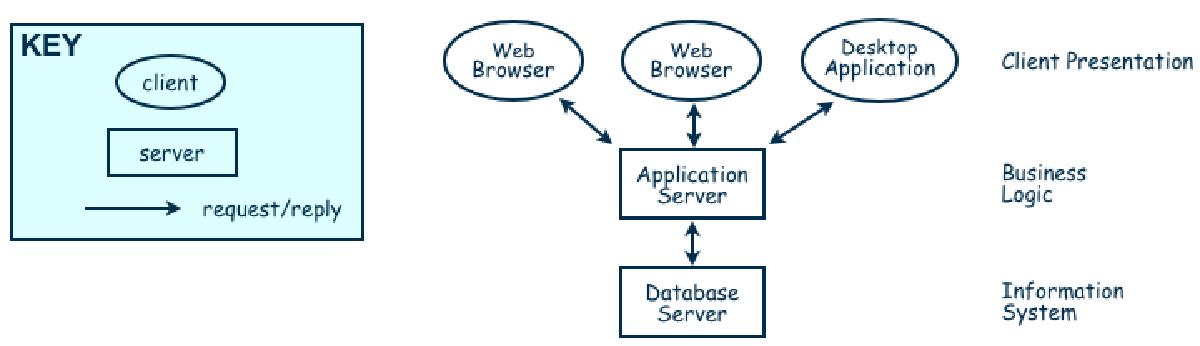 KEY
client
server
request/reply
Web
Browser
Web
Browser
Desktop
Application
Client Presentation
Application
Server
Business
Logic
Database
Server
Information
System